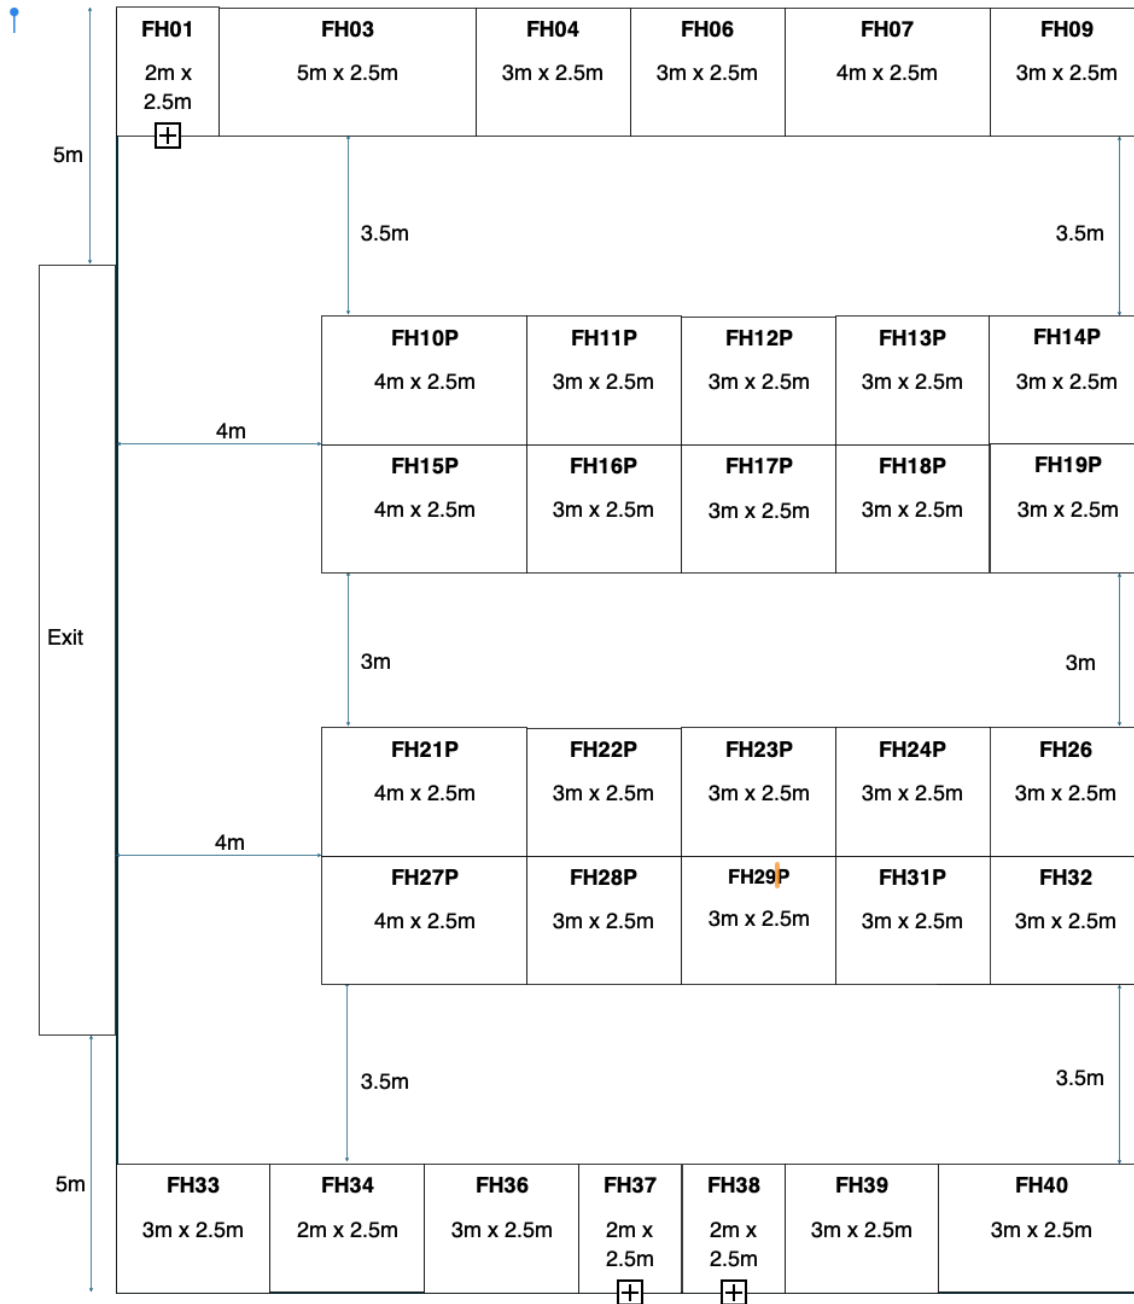 FH01
2m x
2.5m
FH03
5m x 2.5m
FH04
3m x 2.5m
FH06
3m x 2.5m
FH07
4m x 2.5m
FH09
3m x 2.5m
5m
3.5m
3.5m
FH10P
4m x 2.5m
FH11P
3m x 2.5m
FH12P
3m x 2.5m
FH13P
3m x 2.5m
FH14P
3m x 2.5m
4m
FH15P
4m x 2.5m
FH16P
3m x 2.5m
FH17P
3m x 2.5m
FH18P
3m x 2.5m
FH19P
3m x 2.5m
Exit
3m
3m
FH21P
4m x 2.5m
FH22P
3m x 2.5m
FH23P
3m x 2.5m
FH24P
3m x 2.5m
FH26
3m x 2.5m
4m
FH27P
4m x 2.5m
FH28P
3m x 2.5m
FH29P
3m x 2.5m
FH31P
3m x 2.5m
FH32
3m x 2.5m
3.5m
3.5m
5m
FH33
3m x 2.5m
FH34
2m x 2.5m
FH36
3m x 2.5m
FH37
2m x
2.5m
FH38
2m x
2.5m
FH39
3m x 2.5m
FH40
3m x 2.5m